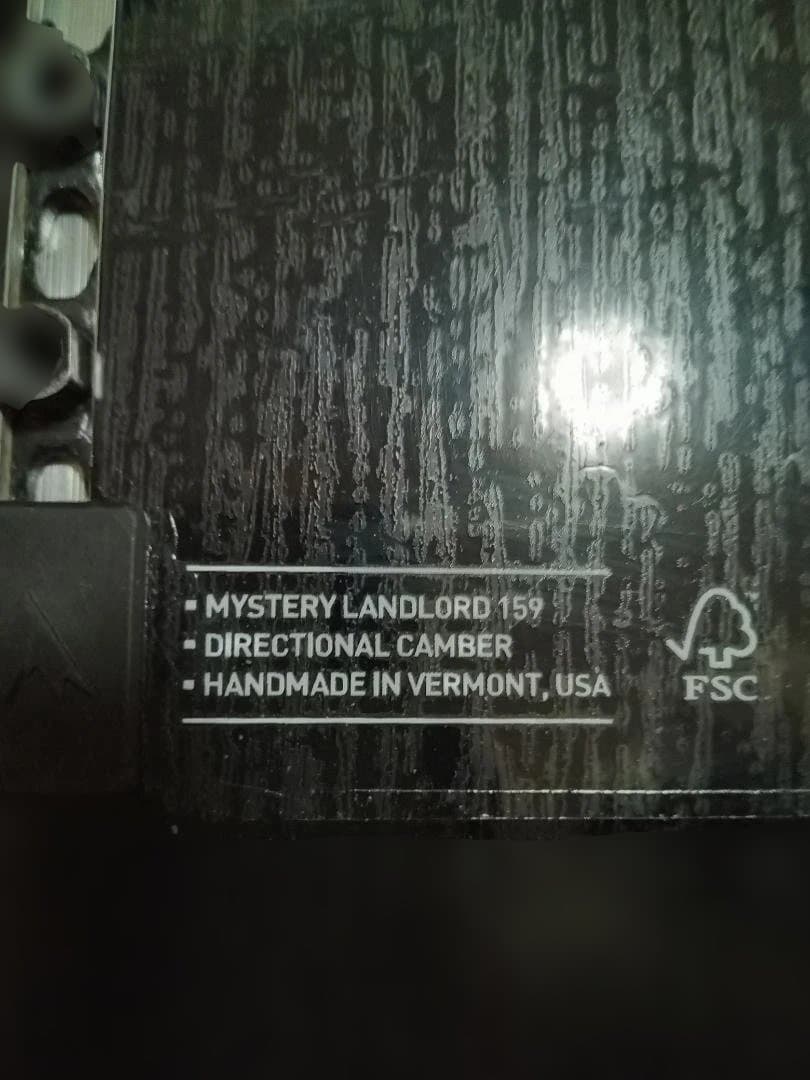 ▪ MYSTERY LANDLORD 159
▪ DIRECTIONAL CAMBER
▪ HANDMADE IN VERMONT, USA
FSC